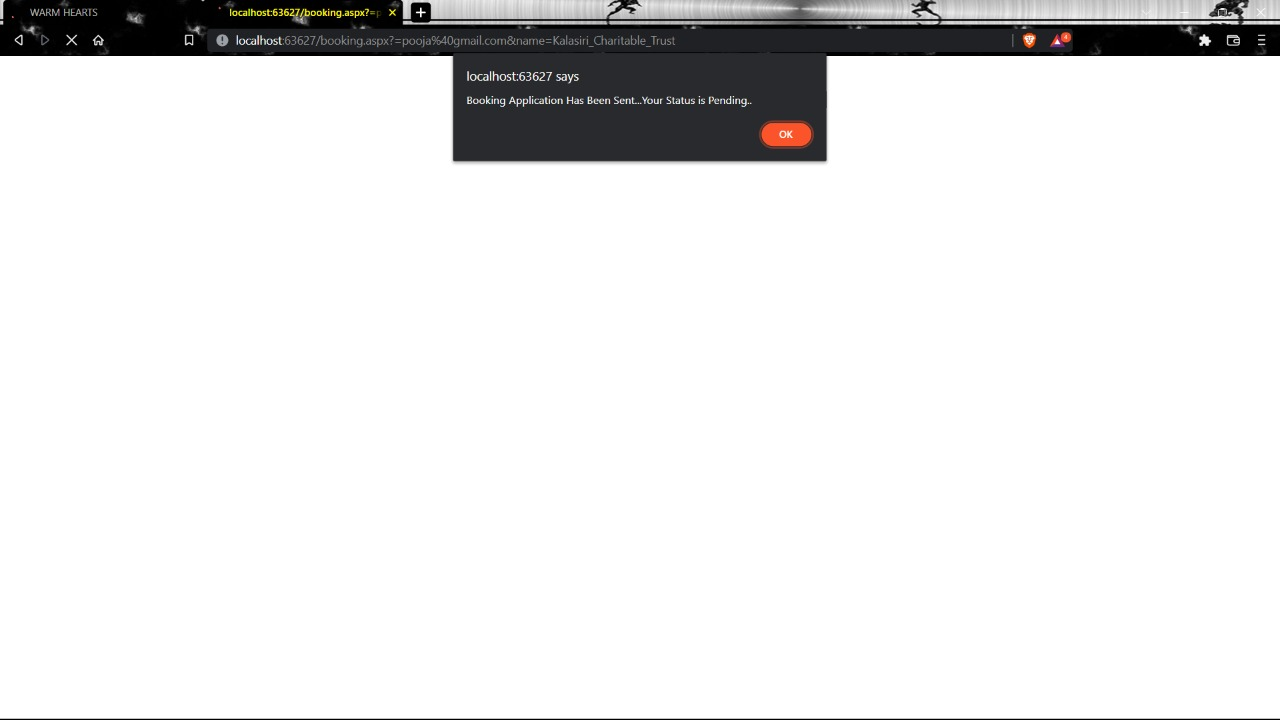 WARM HEARTS
localhost:63627/booking.aspx?=p
localhost:63627/booking.aspx?=pooja%40gmail.com&name=Kalasiri_Charitable_Trust
4
localhost:63627 says
Booking Application Has Been Sent...Your Status is Pending..
OK